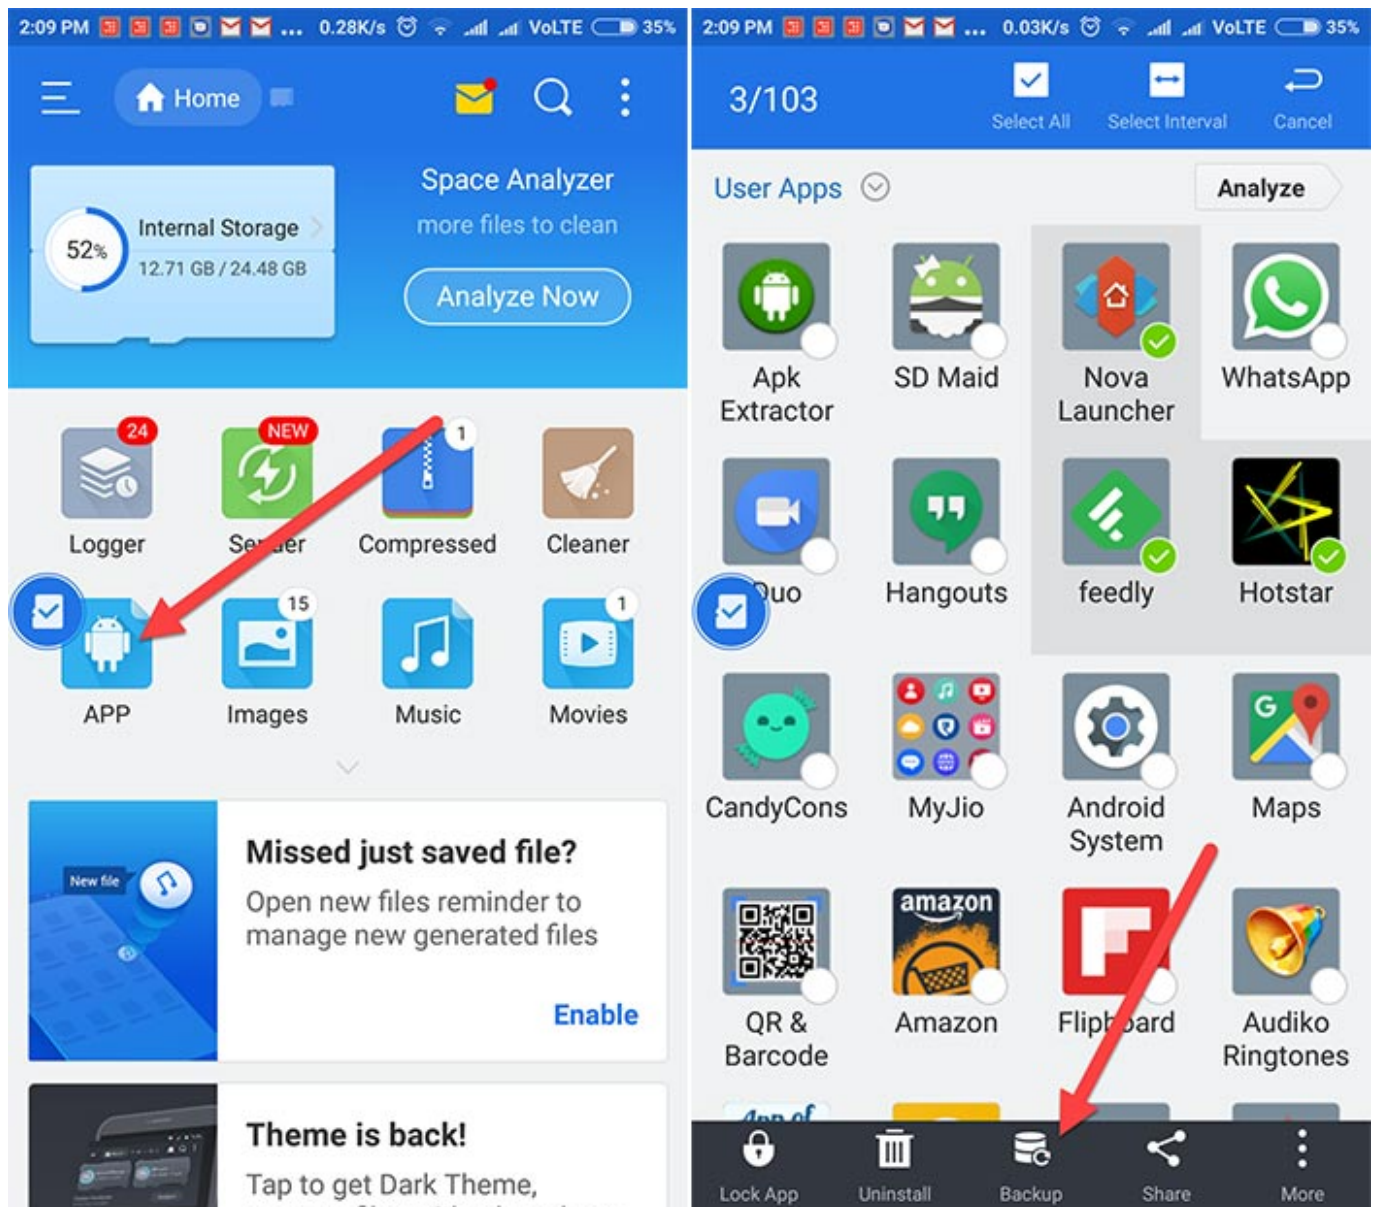 2:09 PM ... 0.28K/s VoLTE 35%
Home
52%
Internal Storage
12.71 GB / 24.48 GB
Space Analyzer
more files to clean
Analyze Now
24
NEW
1
Logger
Sender
Compressed
Cleaner
15
1
APP
Images
Music
Movies
New file
Missed just saved file?
Open new files reminder to
manage new generated files
Enable
Theme is back!
Tap to get Dark Theme,
2:09 PM ... 0.03K/s VoLTE 35%
3/103
Select All
Select Interval
Cancel
User Apps
Analyze
Apk
Extractor
SD Maid
Nova
Launcher
WhatsApp
Duo
Hangouts
feedly
Hotstar
CandyCons
MyJio
Android
System
G
Maps
amazon
QR &
Barcode
Amazon
Flipboard
Audiko
Ringtones
App of
Lock App
Uninstall
Backup
Share
More